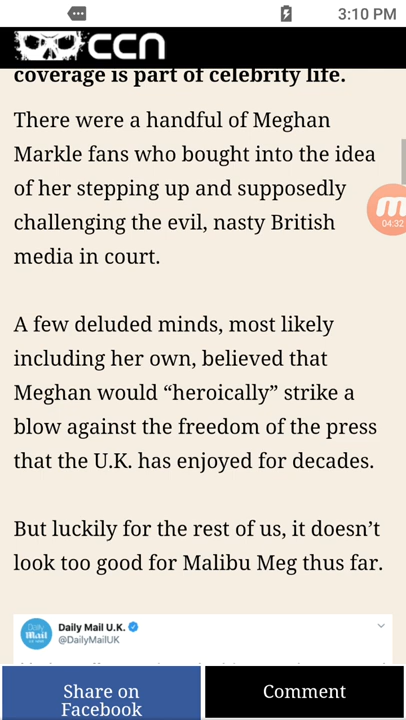 3:10 PM
ccn
coverage is part of celebrity life.
There were a handful of Meghan
Markle fans who bought into the idea
of her stepping up and supposedly
challenging the evil, nasty British
media in court.
04:32
A few deluded minds, most likely
including her own, believed that
Meghan would “heroically” strike a
blow against the freedom of the press
that the U.K. has enjoyed for decades.
But luckily for the rest of us, it doesn’t
look too good for Malibu Meg thus far.
Daily Mail U.K.
@DailyMailUK
Share on
Facebook
Comment